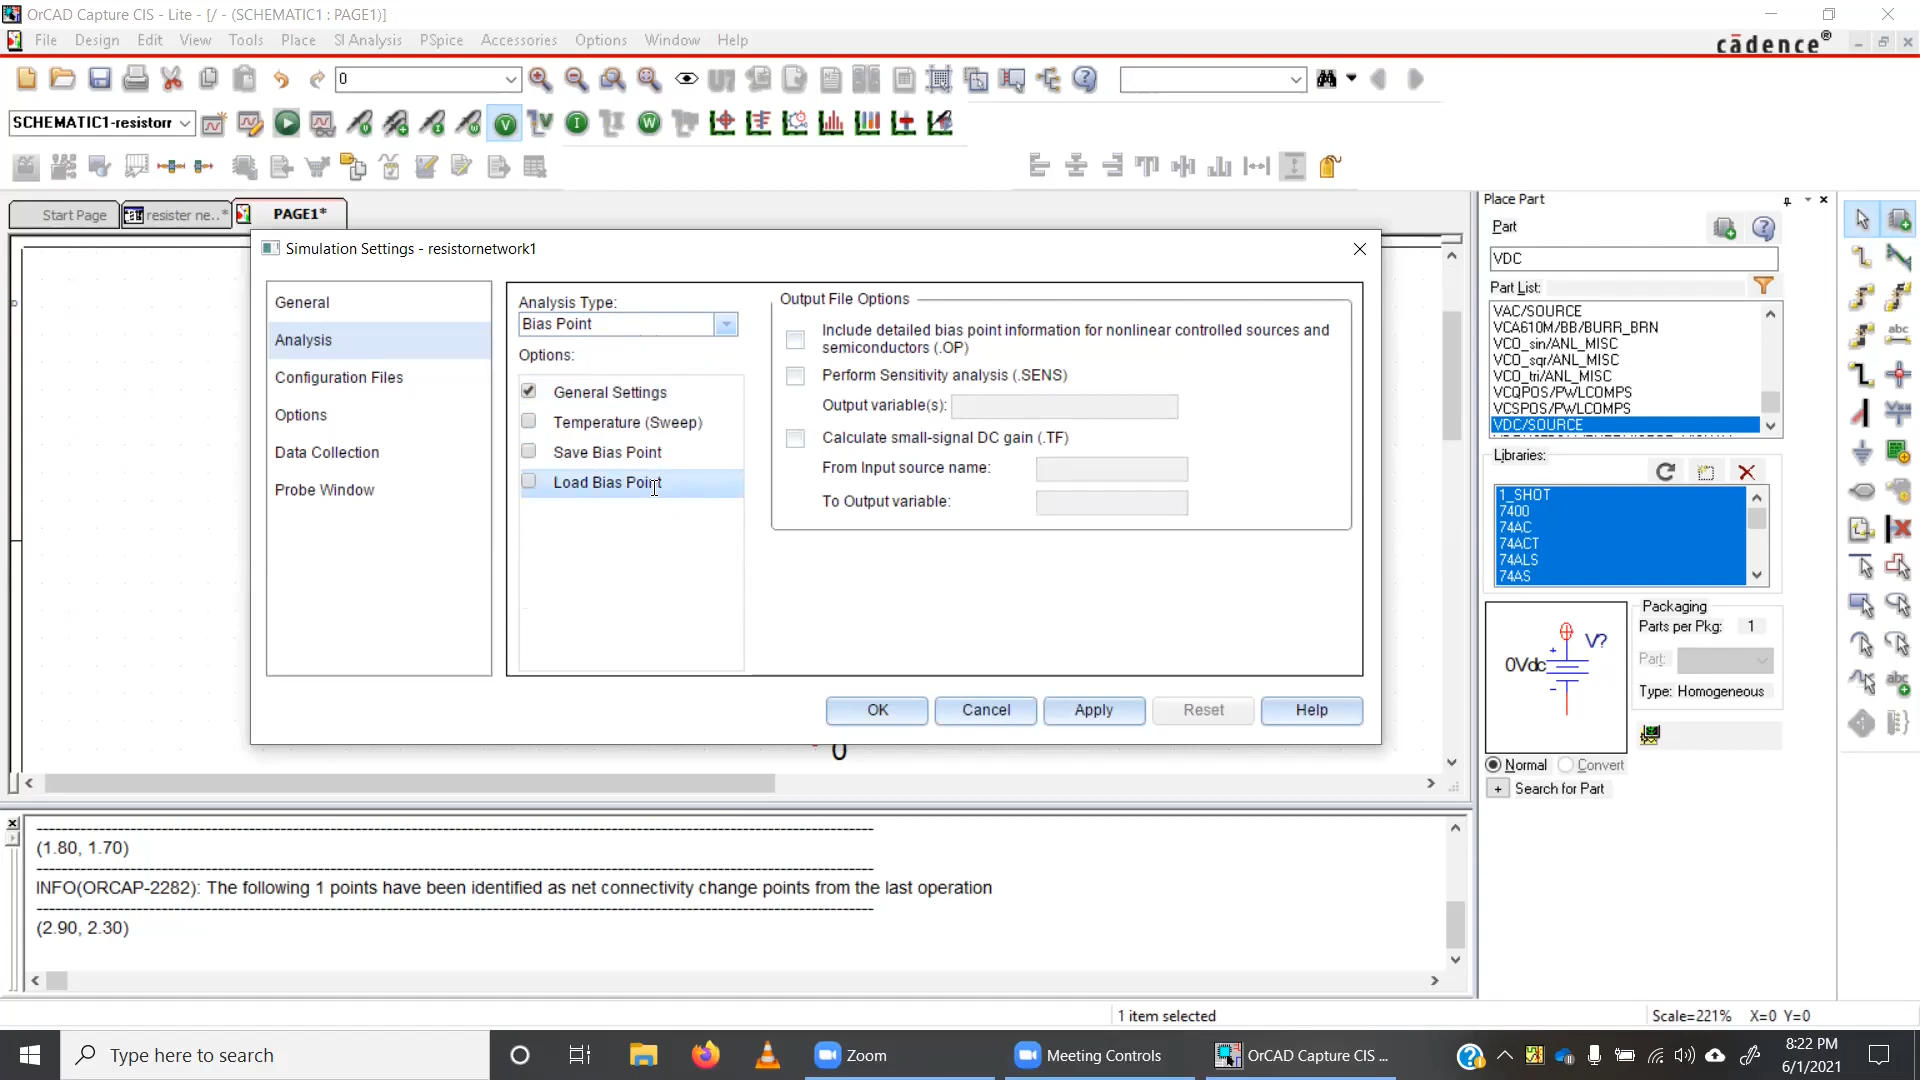 OrCAD Capture CIS - Lite - [/ - (SCHEMATIC1 : PAGE1)]
File Design Edit View Tools Place SI Analysis PSpice Accessories Options Window Help
cādence®
0
SCHEMATIC1-resistorr
Start Page
resister ne..*
PAGE1*
Simulation Settings - resistornetwork1
General
Analysis
Configuration Files
Options
Data Collection
Probe Window
Analysis Type:
Bias Point
Options:
General Settings
Temperature (Sweep)
Save Bias Point
Load Bias Point
Output File Options
Include detailed bias point information for nonlinear controlled sources and
semiconductors (.OP)
Perform Sensitivity analysis (.SENS)
Output variable(s):
Calculate small-signal DC gain (.TF)
From Input source name:
To Output variable:
OK Cancel Apply Reset Help
0
Place Part
Part
VDC
Part List:
VAC/SOURCE
VCA610M/BB/BURR_BRN
VCO_sin/ANL_MISC
VCO_sqr/ANL_MISC
VCO_tri/ANL_MISC
VCQPOS/PWLCOMPS
VCSPOS/PWLCOMPS
VDC/SOURCE
Libraries:
1_SHOT
7400
74AC
74ACT
74ALS
74AS
V?
0Vdc
Packaging
Parts per Pkg: 1
Part:
Type: Homogeneous
Normal Convert
+ Search for Part
(1.80, 1.70)
INFO(ORCAP-2282): The following 1 points have been identified as net connectivity change points from the last operation
(2.90, 2.30)
1 item selected
Scale=221% X=0 Y=0
Type here to search
Zoom
Meeting Controls
OrCAD Capture CIS ...
8:22 PM
6/1/2021